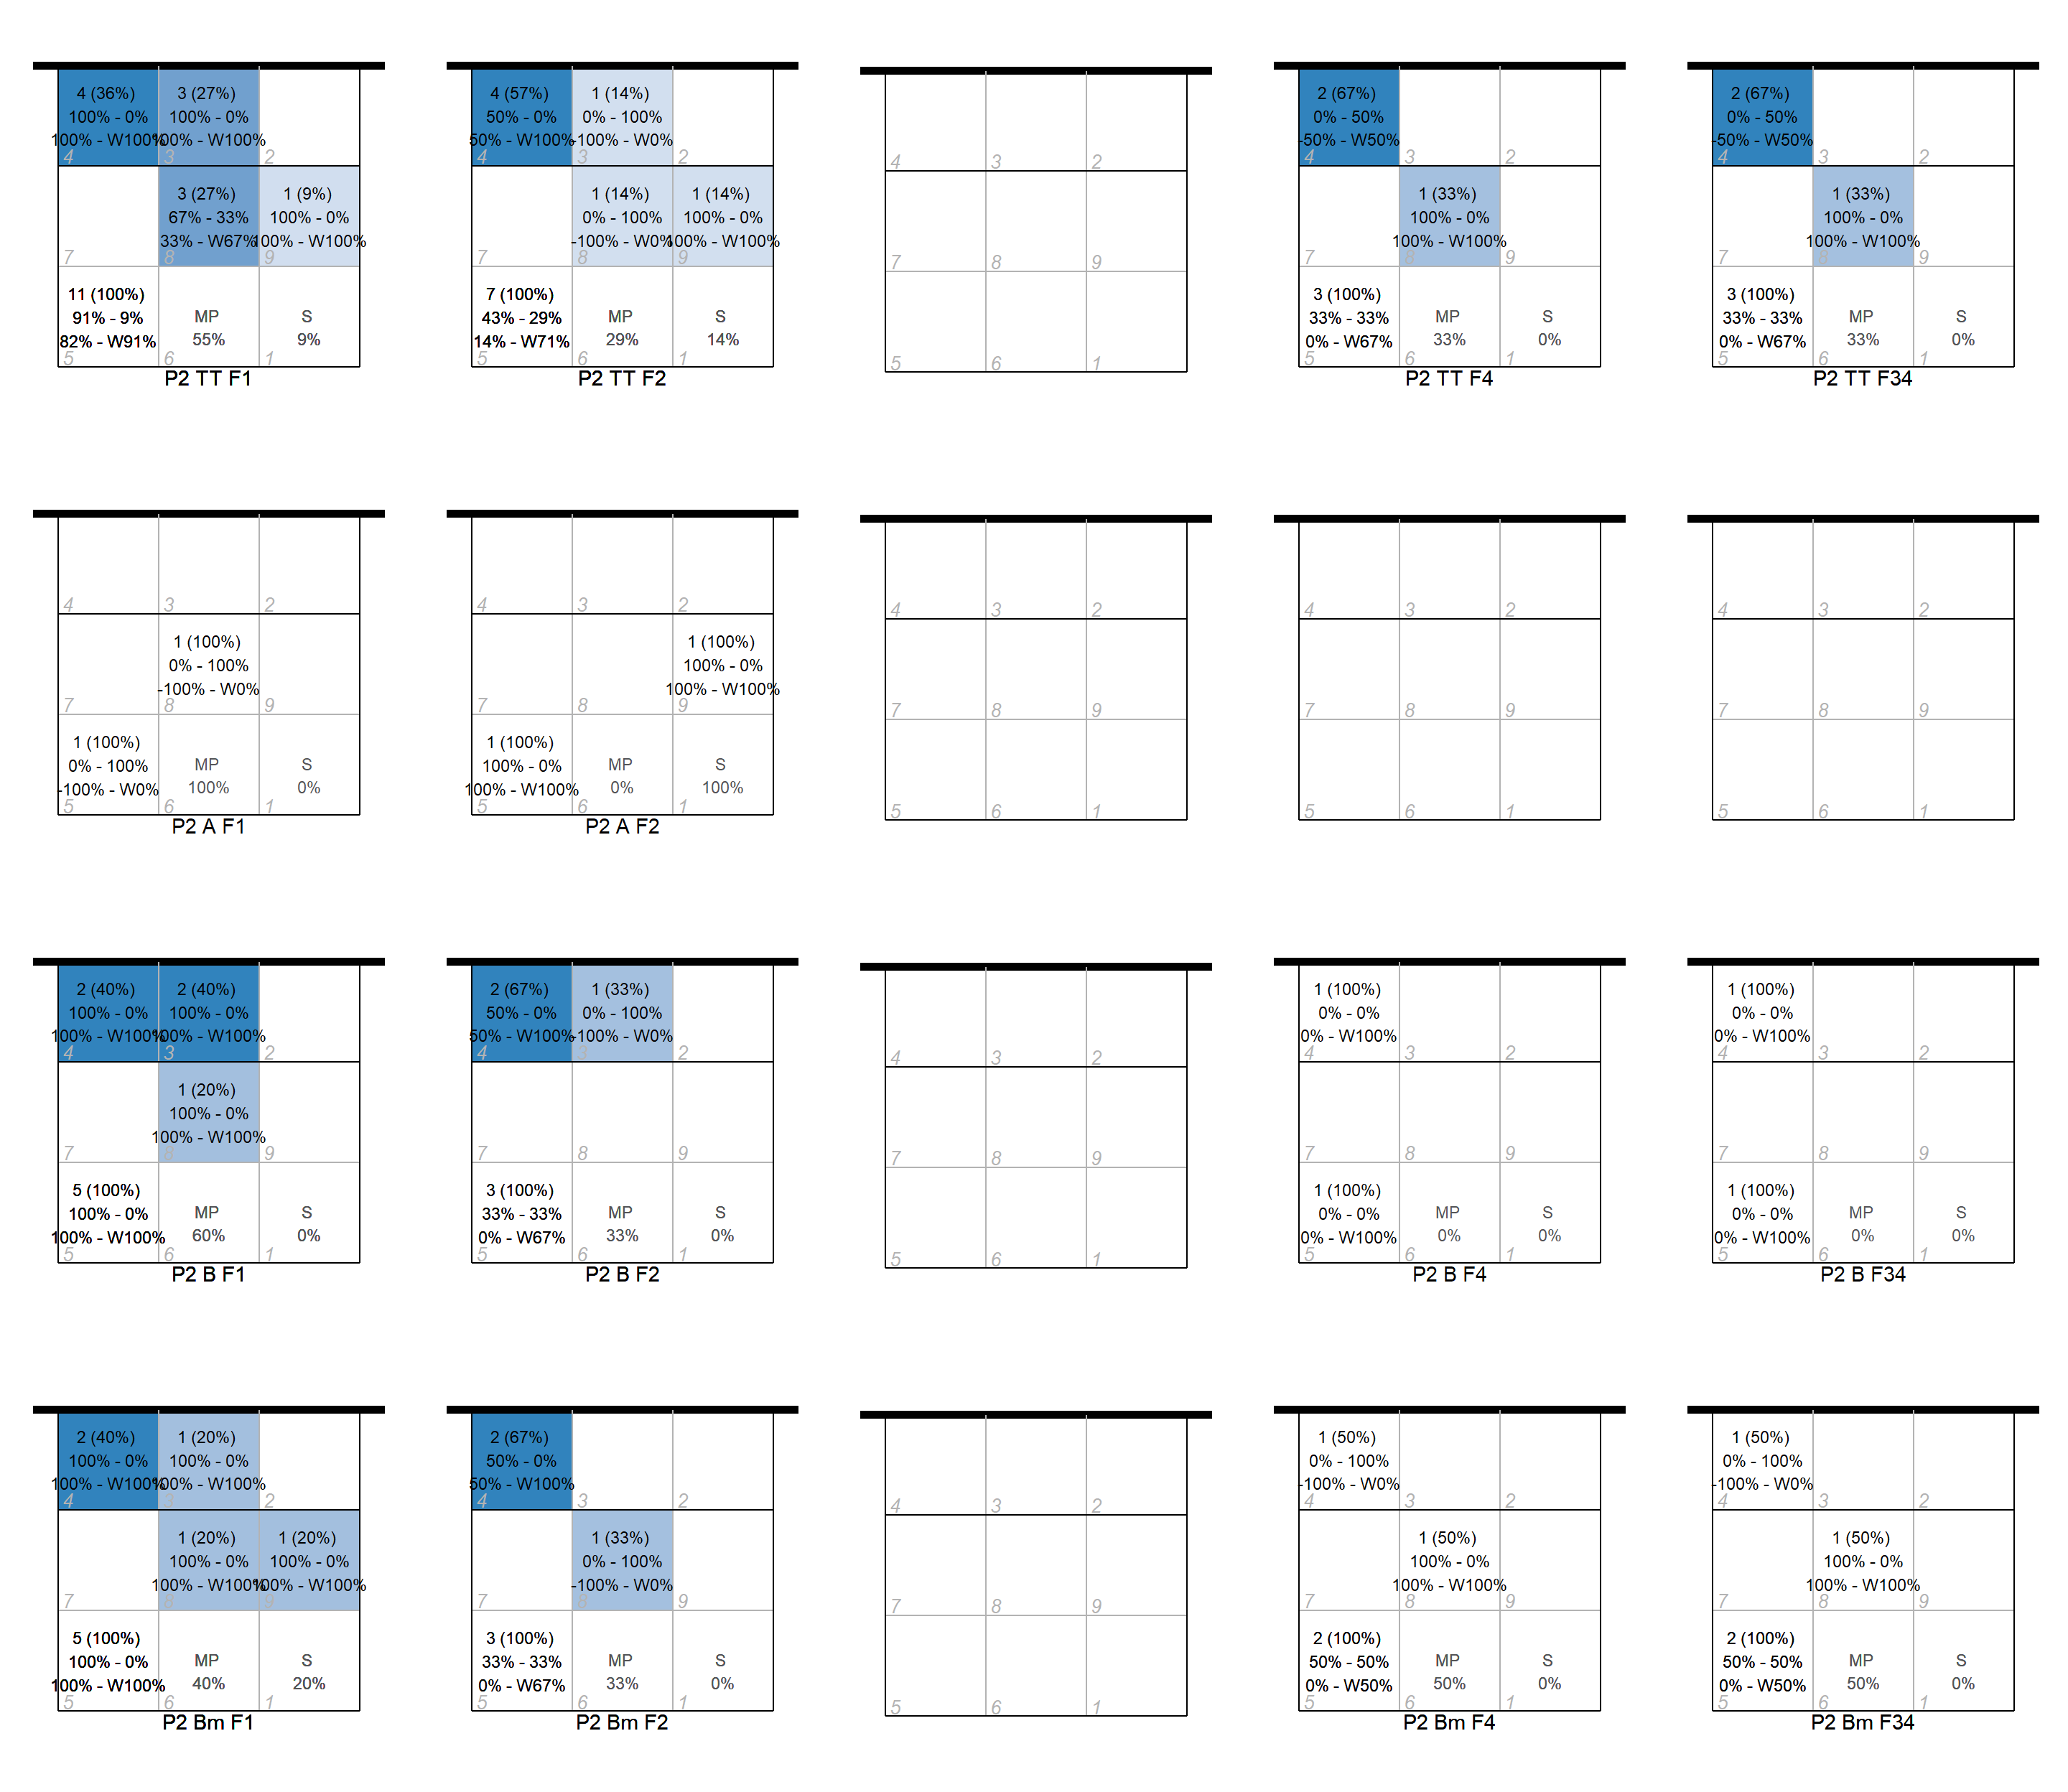 4 (36%)
100% - 0%
100% - W100%
4
3 (27%)
100% - 0%
100% - W100%
3
2
7
3 (27%)
67% - 33%
33% - W67%
8
1 (9%)
100% - 0%
100% - W100%
9
11 (100%)
91% - 9%
82% - W91%
5
MP
55%
6
S
9%
1
P2 TT F1
4 (57%)
50% - 0%
50% - W100%
4
1 (14%)
0% - 100%
-100% - W0%
3
2
7
1 (14%)
0% - 100%
-100% - W0%
8
1 (14%)
100% - 0%
100% - W100%
9
7 (100%)
43% - 29%
14% - W71%
5
MP
29%
6
S
14%
1
P2 TT F2
4
3
2
7
8
9
5
6
1
2 (67%)
0% - 50%
-50% - W50%
4
3
2
7
1 (33%)
100% - 0%
100% - W100%
8
9
3 (100%)
33% - 33%
0% - W67%
5
MP
33%
6
S
0%
1
P2 TT F4
2 (67%)
0% - 50%
-50% - W50%
4
3
2
7
1 (33%)
100% - 0%
100% - W100%
8
9
3 (100%)
33% - 33%
0% - W67%
5
MP
33%
6
S
0%
1
P2 TT F34
4
3
2
7
1 (100%)
0% - 100%
-100% - W0%
8
9
1 (100%)
0% - 100%
-100% - W0%
5
MP
100%
6
S
0%
1
P2 A F1
4
3
2
7
8
1 (100%)
100% - 0%
100% - W100%
9
1 (100%)
100% - 0%
100% - W100%
5
MP
0%
6
S
100%
1
P2 A F2
4
3
2
7
8
9
5
6
1
4
3
2
7
8
9
5
6
1
4
3
2
7
8
9
5
6
1
2 (40%)
100% - 0%
100% - W100%
4
2 (40%)
100% - 0%
100% - W100%
3
2
7
1 (20%)
100% - 0%
100% - W100%
8
9
5 (100%)
100% - 0%
100% - W100%
5
MP
60%
6
S
0%
1
P2 B F1
2 (67%)
50% - 0%
50% - W100%
4
1 (33%)
0% - 100%
-100% - W0%
3
2
7
8
9
3 (100%)
33% - 33%
0% - W67%
5
MP
33%
6
S
0%
1
P2 B F2
4
3
2
7
8
9
5
6
1
1 (100%)
0% - 0%
0% - W100%
4
3
2
7
8
9
1 (100%)
0% - 0%
0% - W100%
5
MP
0%
6
S
0%
1
P2 B F4
1 (100%)
0% - 0%
0% - W100%
4
3
2
7
8
9
1 (100%)
0% - 0%
0% - W100%
5
MP
0%
6
S
0%
1
P2 B F34
2 (40%)
100% - 0%
100% - W100%
4
1 (20%)
100% - 0%
100% - W100%
3
2
7
1 (20%)
100% - 0%
100% - W100%
8
1 (20%)
100% - 0%
100% - W100%
9
5 (100%)
100% - 0%
100% - W100%
5
MP
40%
6
S
20%
1
P2 Bm F1
2 (67%)
50% - 0%
50% - W100%
4
3
2
7
1 (33%)
0% - 100%
-100% - W0%
8
9
3 (100%)
33% - 33%
0% - W67%
5
MP
33%
6
S
0%
1
P2 Bm F2
4
3
2
7
8
9
5
6
1
1 (50%)
0% - 100%
-100% - W0%
4
3
2
7
1 (50%)
100% - 0%
100% - W100%
8
9
2 (100%)
50% - 50%
0% - W50%
5
MP
50%
6
S
0%
1
P2 Bm F4
1 (50%)
0% - 100%
-100% - W0%
4
3
2
7
1 (50%)
100% - 0%
100% - W100%
8
9
2 (100%)
50% - 50%
0% - W50%
5
MP
50%
6
S
0%
1
P2 Bm F34